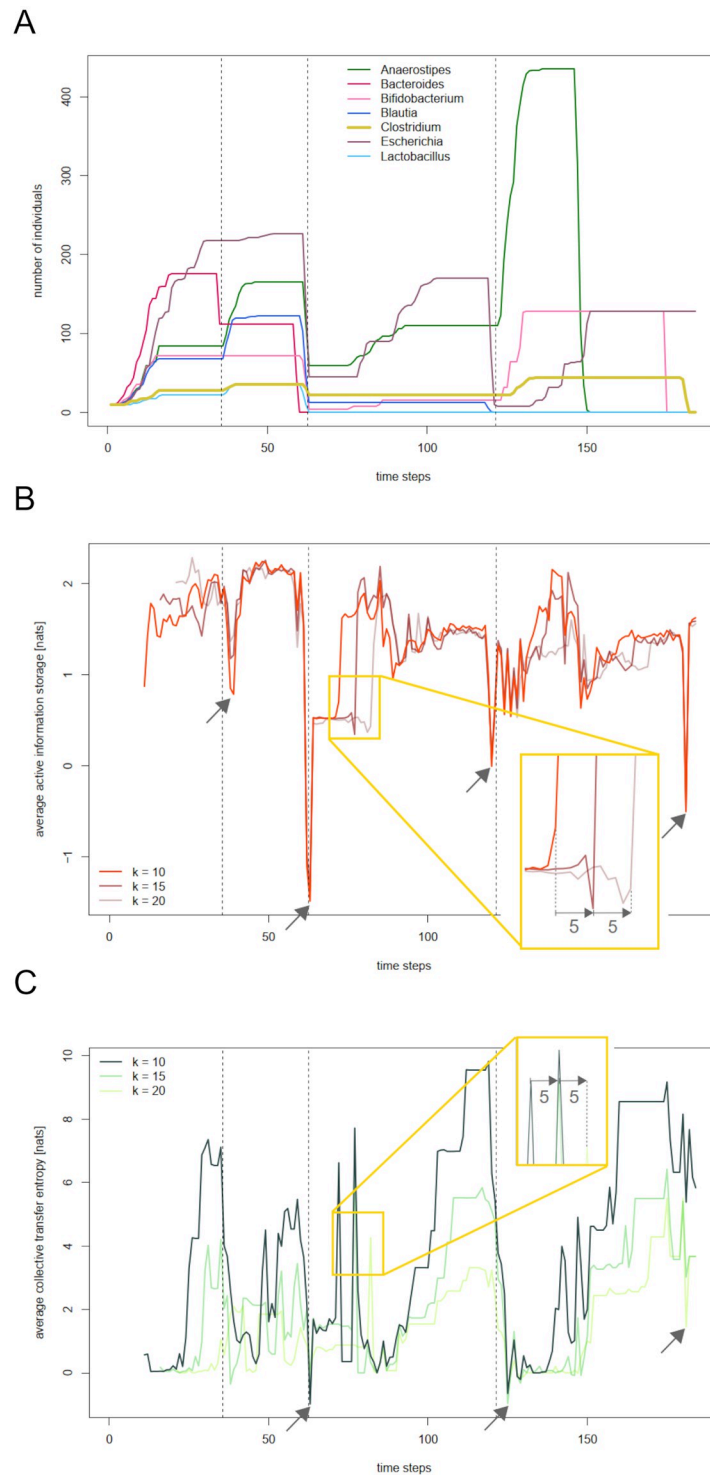 A
number of individuals
400
300
200
100
0
Anaerostipes
Bacteroides
Bifidobacterium
Blautia
Clostridium
Escherichia
Lactobacillus
0 50 100 150
time steps
B
average active information storage [nats]
2
1
0
−1
k = 10
k = 15
k = 20
5 5
0 50 100 150
time steps
C
average collective transfer entropy [nats]
10
8
6
4
2
0
k = 10
k = 15
k = 20
5 5
0 50 100 150
time steps